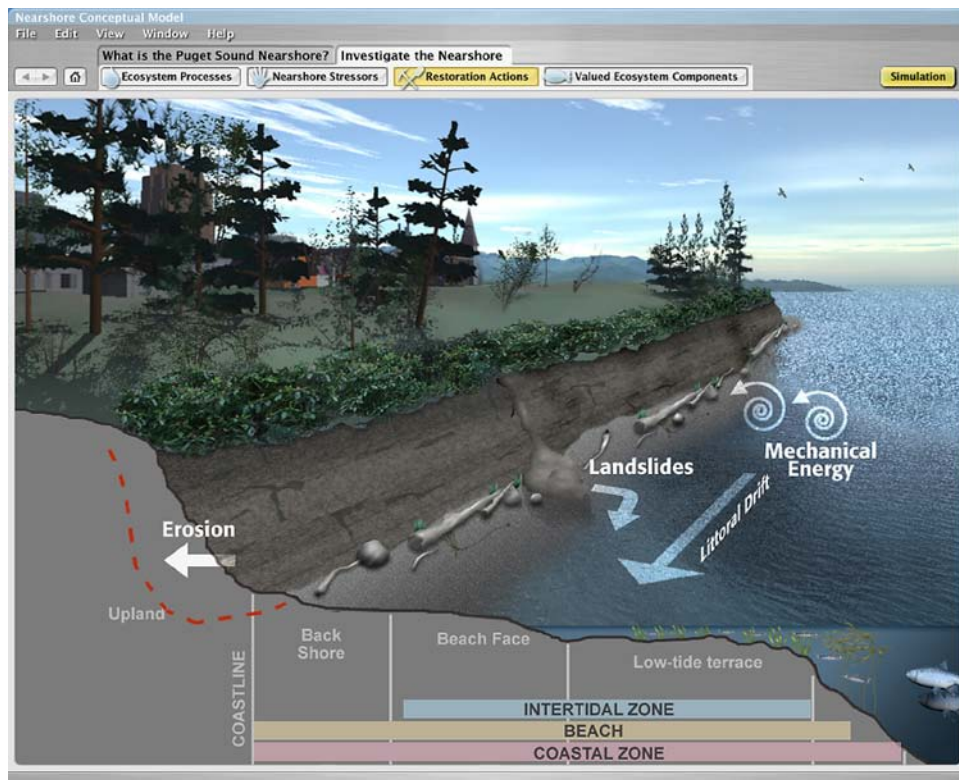 Nearshore Conceptual Model
File Edit View Window Help
What is the Puget Sound Nearshore? Investigate the Nearshore
Ecosystem Processes Nearshore Stressors Restoration Actions Valued Ecosystem Components Simulation
Mechanical
Energy
Landslides
Littoral Drift
Erosion
Upland
COASTLINE
Back
Shore
Beach Face
Low-tide terrace
INTERTIDAL ZONE
BEACH
COASTAL ZONE